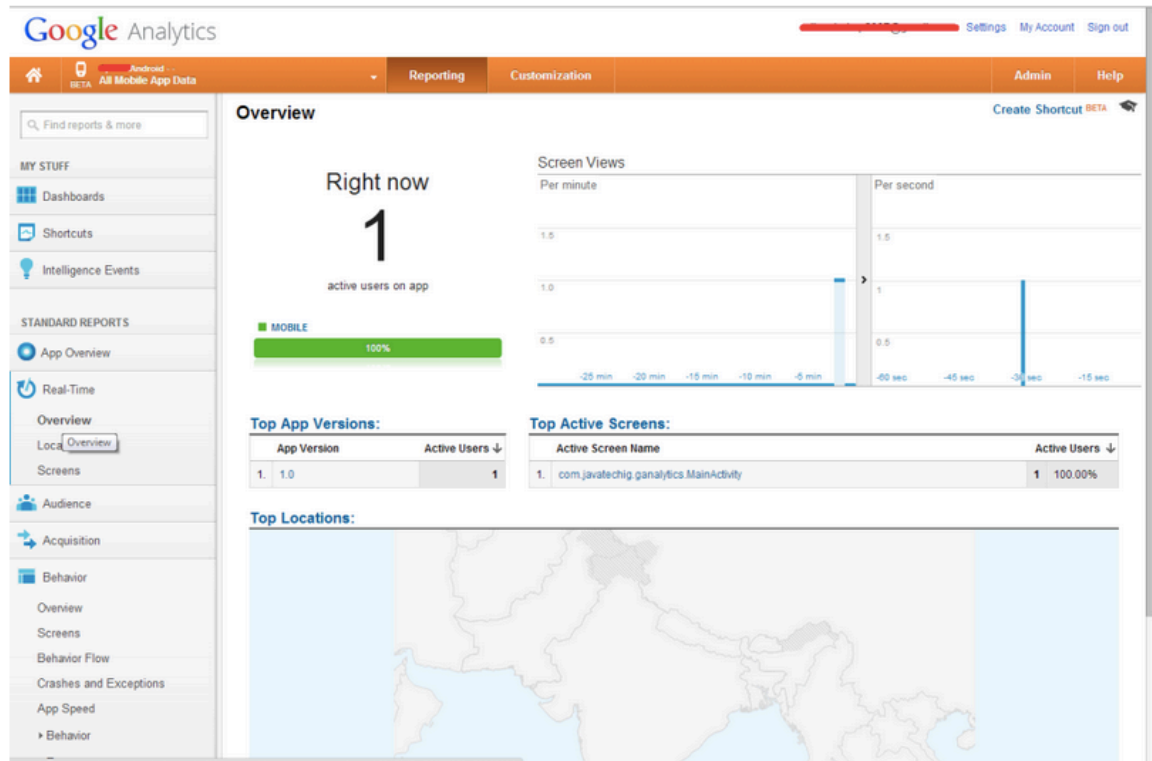 Google Analytics
Settings My Account Sign out
Android
BETA All Mobile App Data
Reporting Customization Admin Help
Find reports & more
MY STUFF
Dashboards
Shortcuts
Intelligence Events
STANDARD REPORTS
App Overview
Real-Time
Overview
Loca
Overview
Screens
Audience
Acquisition
Behavior
Overview
Screens
Behavior Flow
Crashes and Exceptions
App Speed
Behavior
Overview
Create Shortcut BETA
Right now
1
active users on app
MOBILE
100%
Screen Views
Per minute
1.5
1.0
0.5
-25 min -20 min -15 min -10 min -5 min
Per second
1.5
1
0.5
-60 sec -45 sec -30 sec -15 sec
Top App Versions:
App Version Active Users
1. 1.0 1
Top Active Screens:
Active Screen Name Active Users
1. com.javatechig.ganalytics.MainActivity 1 100.00%
Top Locations: